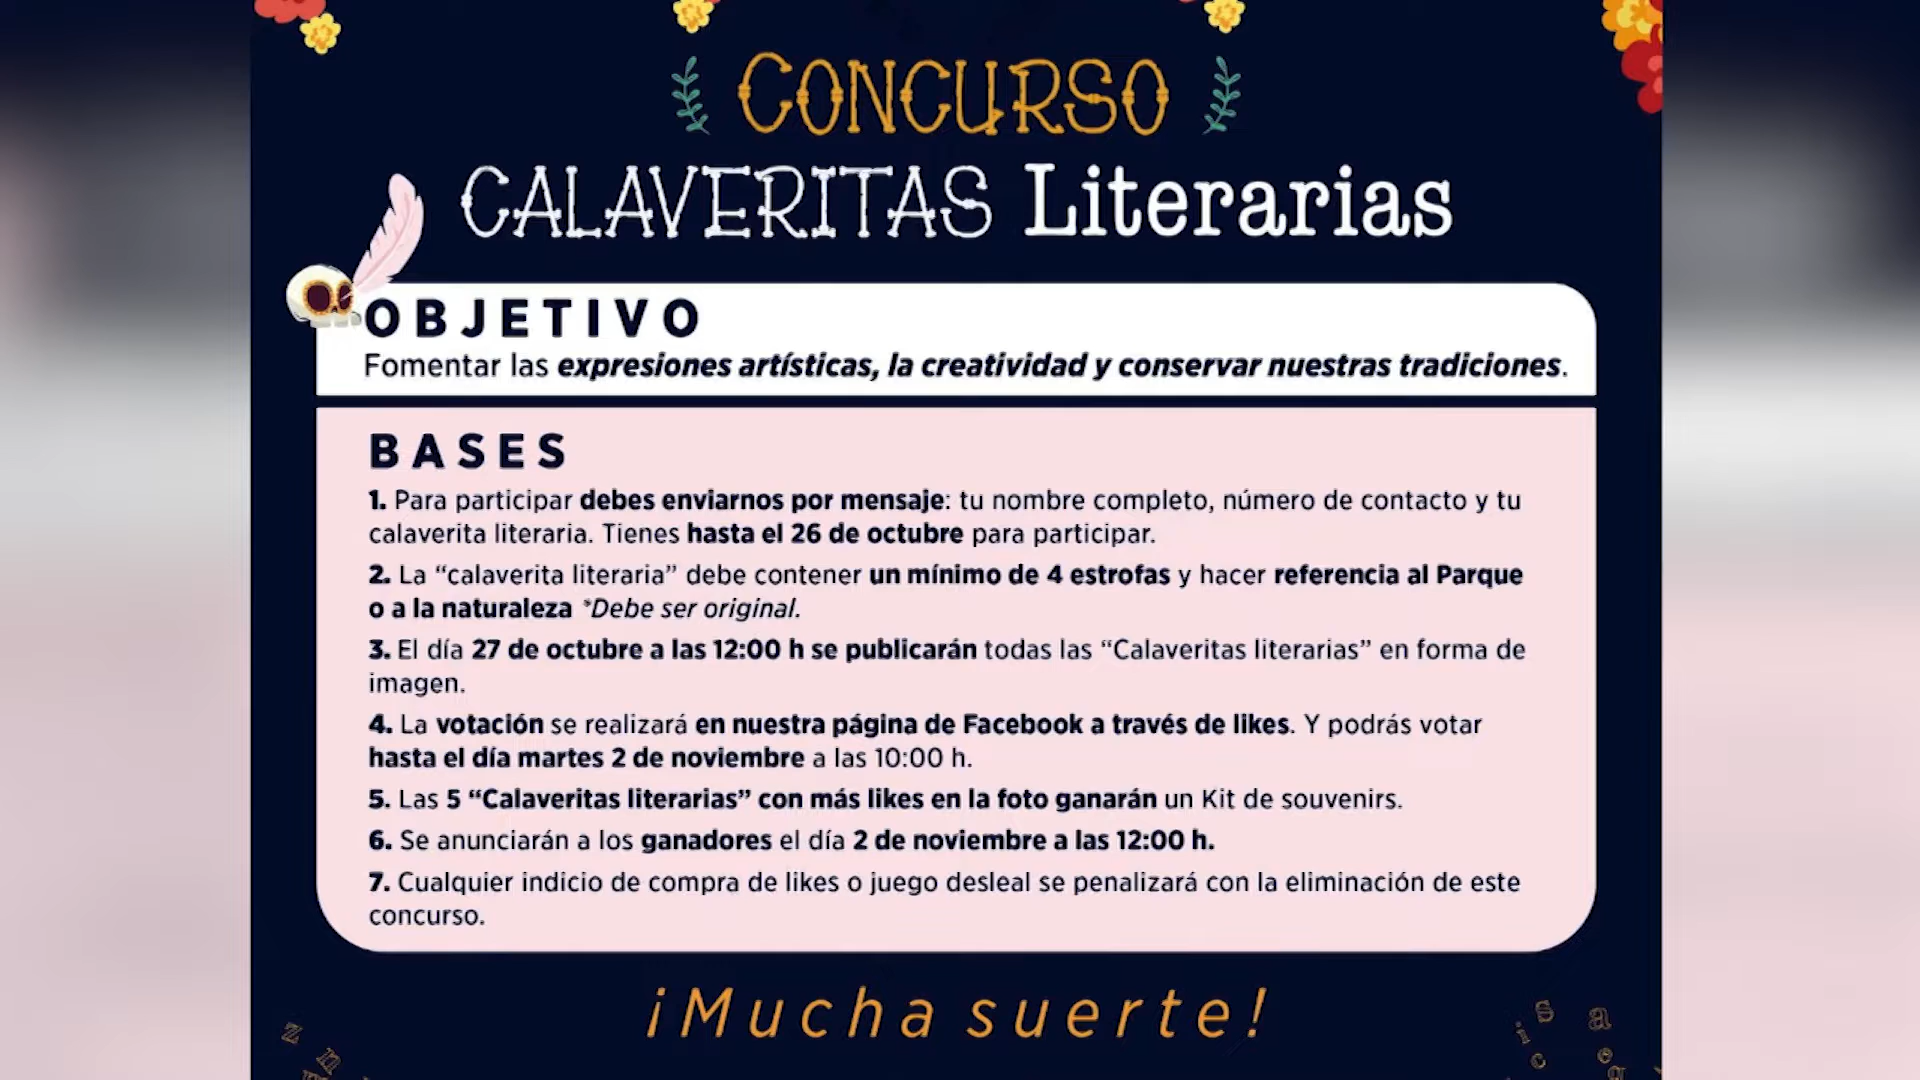 CONCURSO
CALAVERITAS Literarias
OBJETIVO
Fomentar las expresiones artísticas, la creatividad y conservar nuestras tradiciones.
BASES
1. Para participar debes enviarnos por mensaje: tu nombre completo, número de contacto y tu
calaverita literaria. Tienes hasta el 26 de octubre para participar.
2. La “calaverita literaria” debe contener un mínimo de 4 estrofas y hacer referencia al Parque
o a la naturaleza *Debe ser original.
3. El día 27 de octubre a las 12:00 h se publicarán todas las “Calaveritas literarias” en forma de
imagen.
4. La votación se realizará en nuestra página de Facebook a través de likes. Y podrás votar
hasta el día martes 2 de noviembre a las 10:00 h.
5. Las 5 “Calaveritas literarias” con más likes en la foto ganarán un Kit de souvenirs.
6. Se anunciarán a los ganadores el día 2 de noviembre a las 12:00 h.
7. Cualquier indicio de compra de likes o juego desleal se penalizará con la eliminación de este
concurso.
¡Mucha suerte!